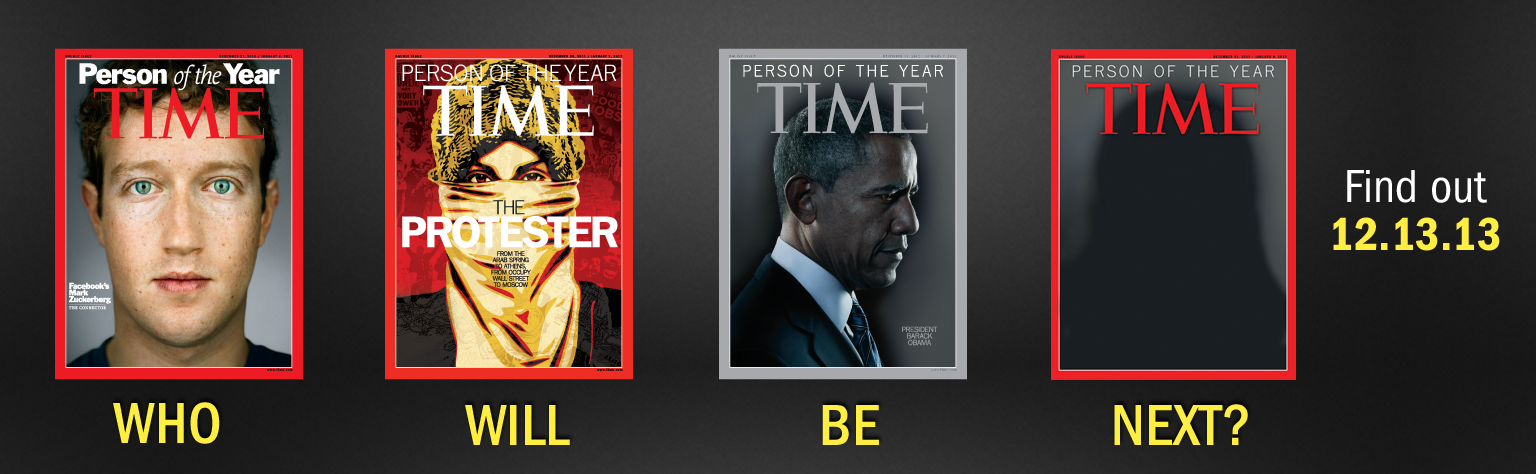 Person of the Year
TIME
Facebook's
Mark
Zuckerberg
THE CONNECTOR
PERSON OF THE YEAR
TIME
THE
PROTESTER
FROM THE
ARAB SPRING
TO ATHENS,
FROM OCCUPY
WALL STREET
TO MOSCOW
PERSON OF THE YEAR
TIME
PRESIDENT
BARACK
OBAMA
PERSON OF THE YEAR
TIME
Find out
12.13.13
WHO
WILL
BE
NEXT?